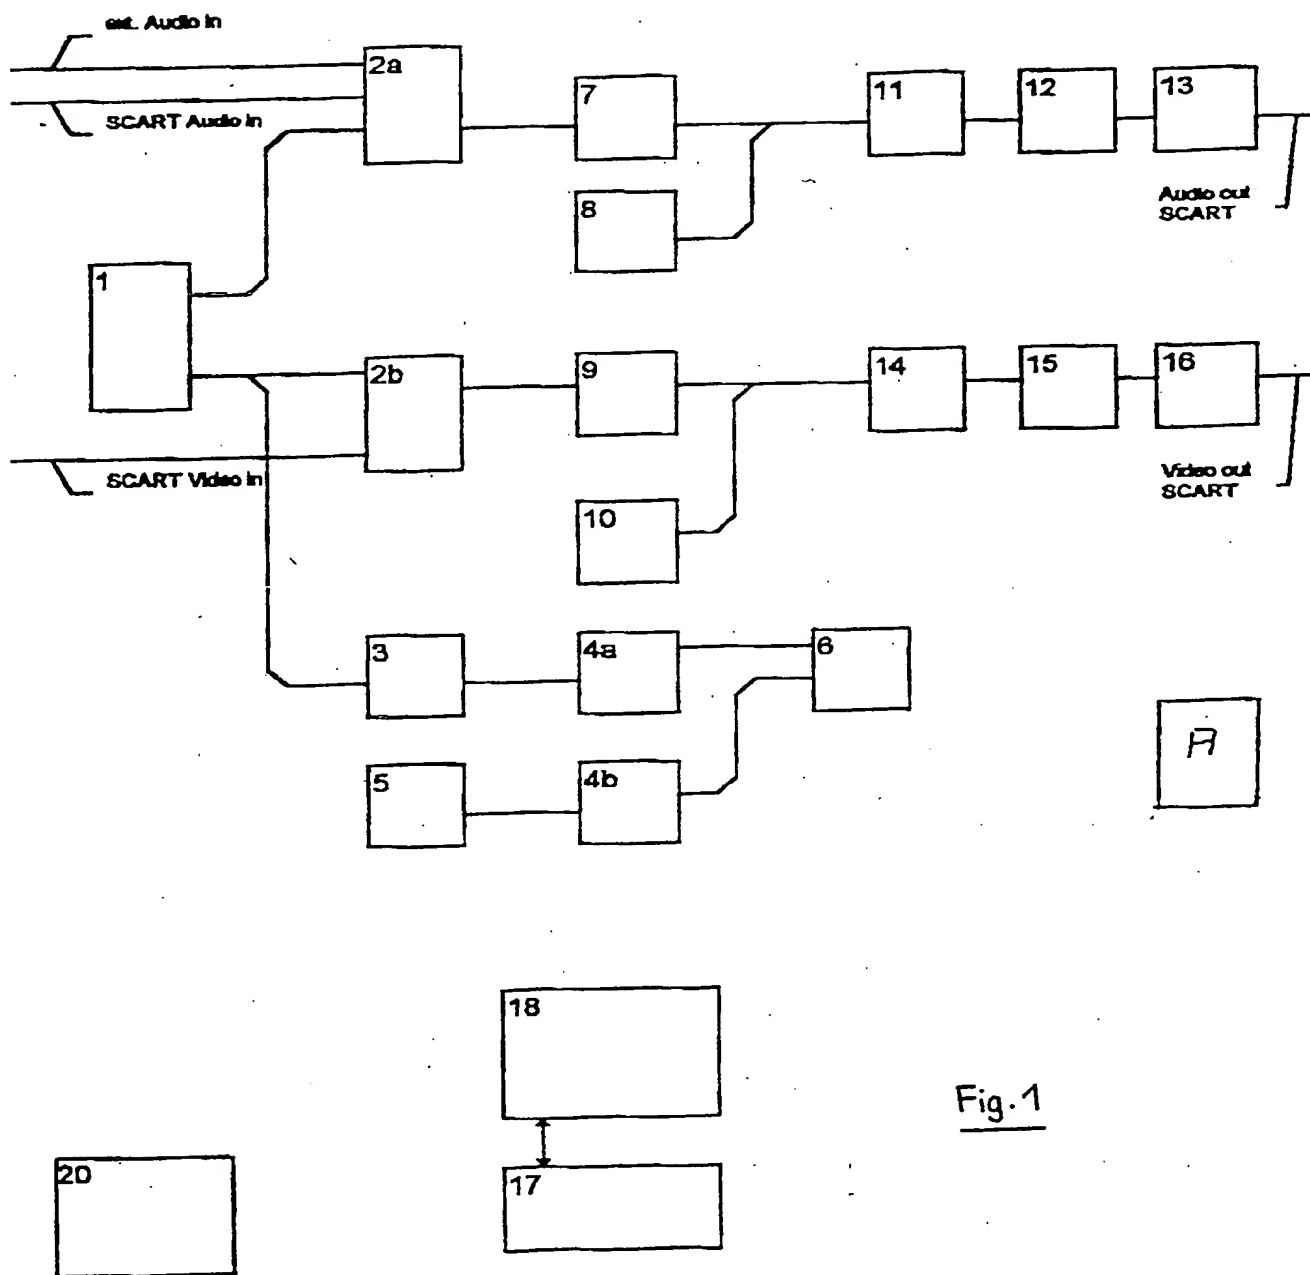 ext. Audio in
2a
SCART Audio in
7
11
12
13
8
Audio out
SCART
1
2b
9
14
15
16
SCART Video in
Video out
SCART
10
3
4a
6
5
4b
A
18
Fig. 1
17
20